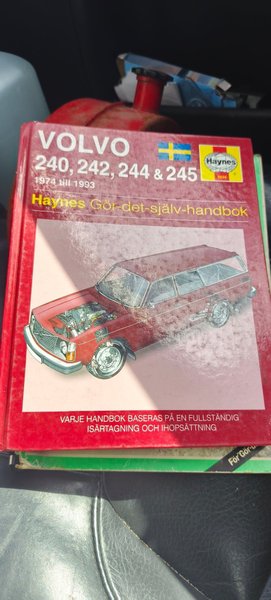 VOLVO
240, 242, 244 & 245
1974 till 1993
Haynes
Haynes Gör-det-själv-handbok
VARJE HANDBOK BASERAS PÅ EN FULLSTÄNDIG
ISÄRTAGNING OCH IHOPSÄTTNING
För